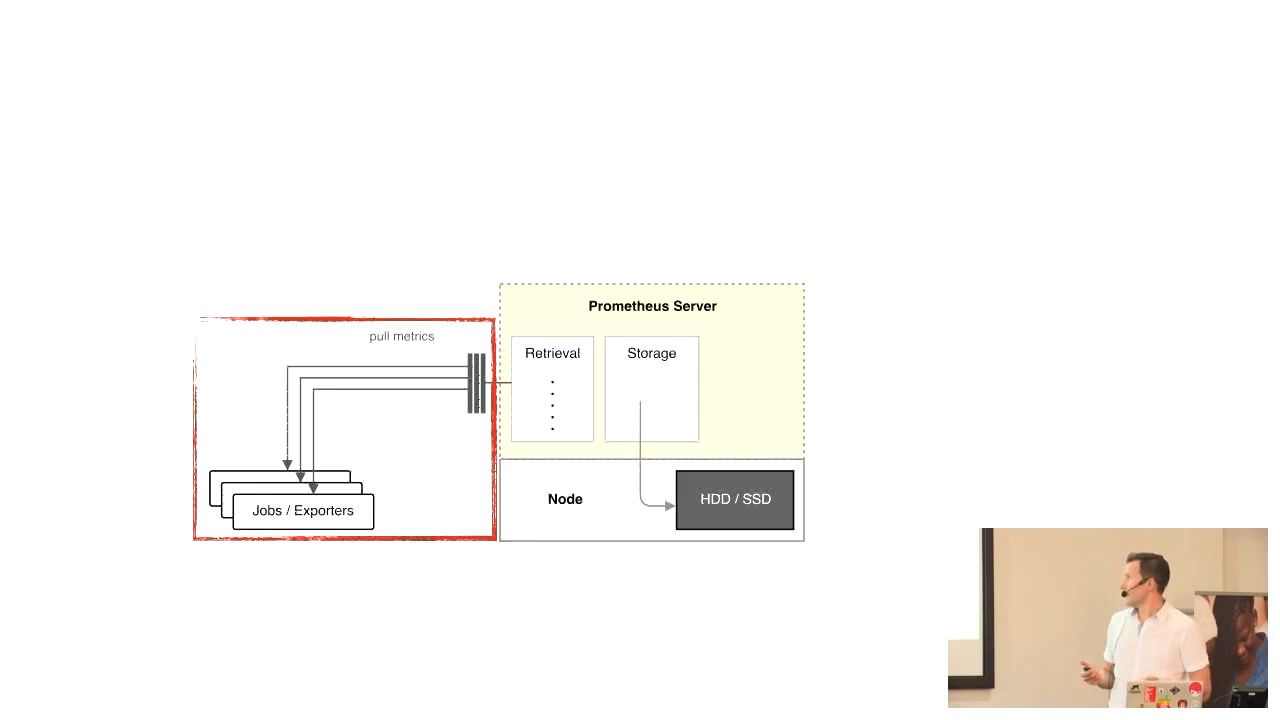 Prometheus Server
pull metrics
Retrieval
Storage
Node
HDD / SSD
Jobs / Exporters